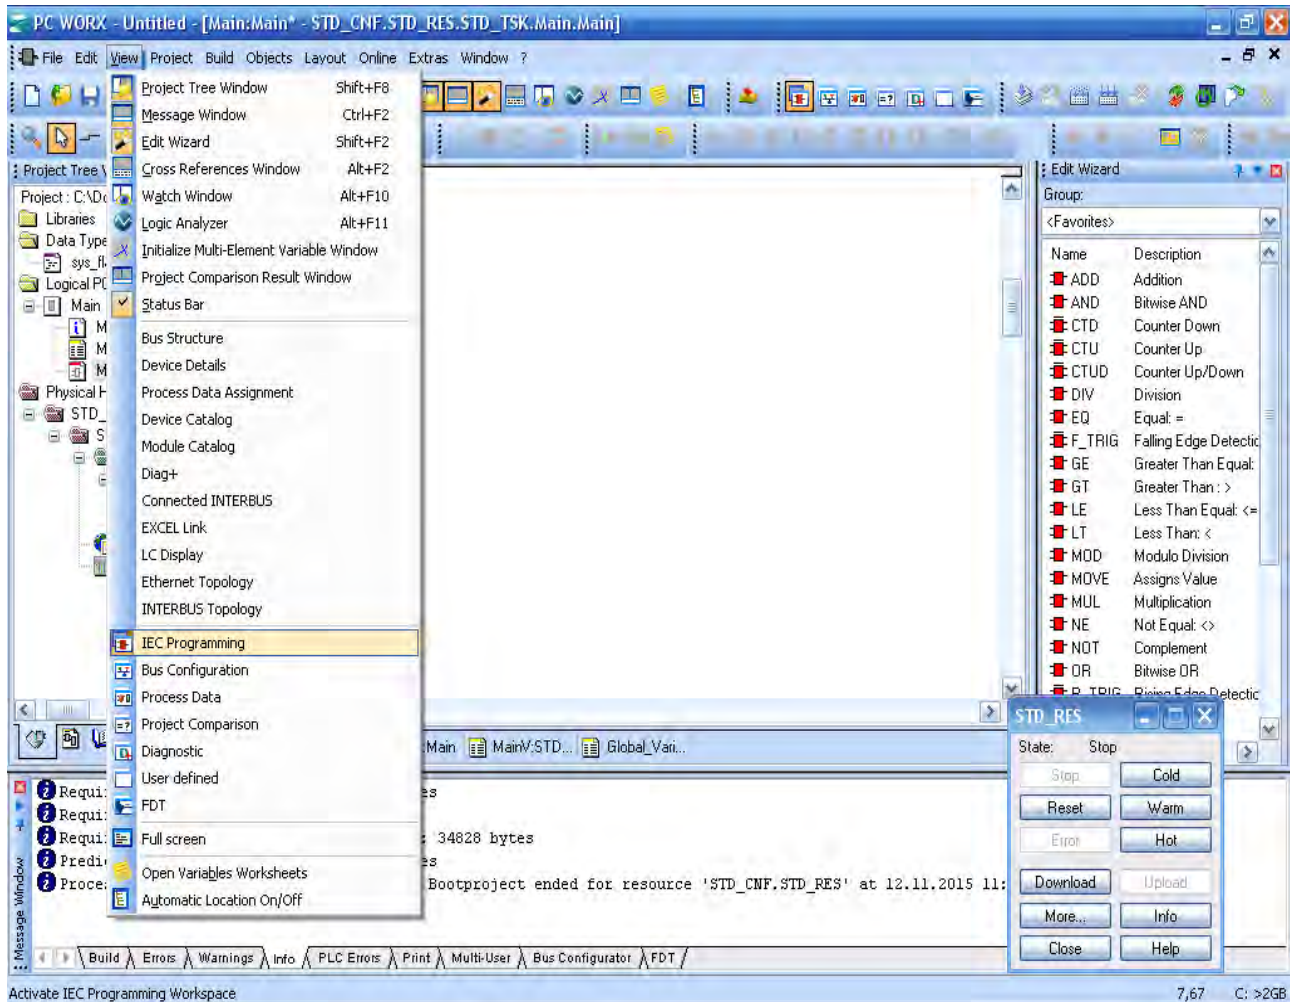 PC WORX - Untitled - [Main:Main* - STD_CNF.STD_RES.STD_TSK.Main.Main]
File Edit View Project Build Objects Layout Online Extras Window ?
Project Tree Window Shift+F8
Message Window Ctrl+F2
Edit Wizard Shift+F2
Cross References Window Alt+F2
Watch Window Alt+F10
Logic Analyzer Alt+F11
Initialize Multi-Element Variable Window
Project Comparison Result Window
Status Bar
Bus Structure
Device Details
Process Data Assignment
Device Catalog
Module Catalog
Diag+
Connected INTERBUS
EXCEL Link
LC Display
Ethernet Topology
INTERBUS Topology
IEC Programming
Bus Configuration
Process Data
Project Comparison
Diagnostic
User defined
FDT
Full screen
Open Variables Worksheets
Automatic Location On/Off
Project Tree
Project : C:\D
Libraries
Data Type
sys_fl
Logical P
Main
M
M
M
Physical H
STD_
S
Edit Wizard
Group:
<Favorites>
Name Description
ADD Addition
AND Bitwise AND
CTD Counter Down
CTU Counter Up
CTUD Counter Up/Down
DIV Division
EQ Equal: =
F_TRIG Falling Edge Detectic
GE Greater Than Equal:
GT Greater Than : >
LE Less Than Equal: <=
LT Less Than: <
MOD Modulo Division
MOVE Assigns Value
MUL Multiplication
NE Not Equal: <>
NOT Complement
OR Bitwise OR
R_TRIG Rising Edge Detectic
:Main MainV:STD... Global_Vari...
STD_RES
State: Stop
Stop Cold
Reset Warm
Error Hot
Download Upload
More... Info
Close Help
Message Window
Requi es
Requi
Requi : 34828 bytes
Predi es
Proce Bootproject ended for resource 'STD_CNF.STD_RES' at 12.11.2015 11:
Build Errors Warnings Info PLC Errors Print Multi-User Bus Configurator FDT
Activate IEC Programming Workspace 7,67 C: >2GB